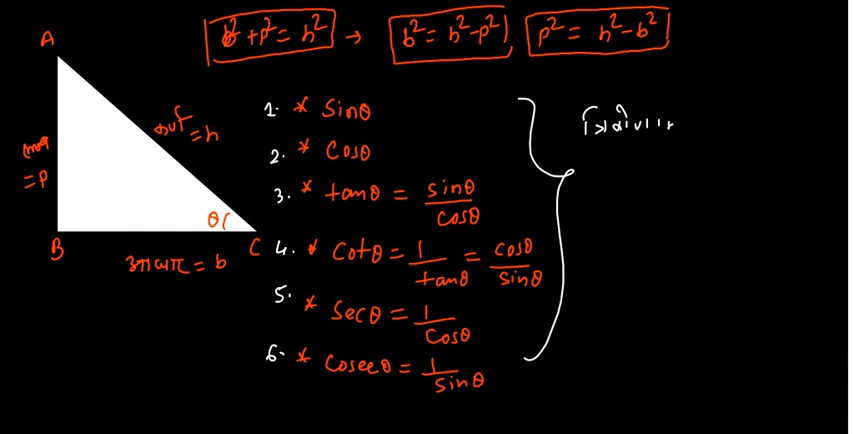 b²+p² = h² → b² = h²-p² p² = h²-b²
A
कर्ण = h
= p
B
C
θ
आधार = b
1. * Sinθ
2. * Cosθ
3. * tanθ = sinθ/cosθ
4. * Cotθ = 1/tanθ = cosθ/sinθ
5. * Secθ = 1/Cosθ
6. * Cosecθ = 1/sinθ